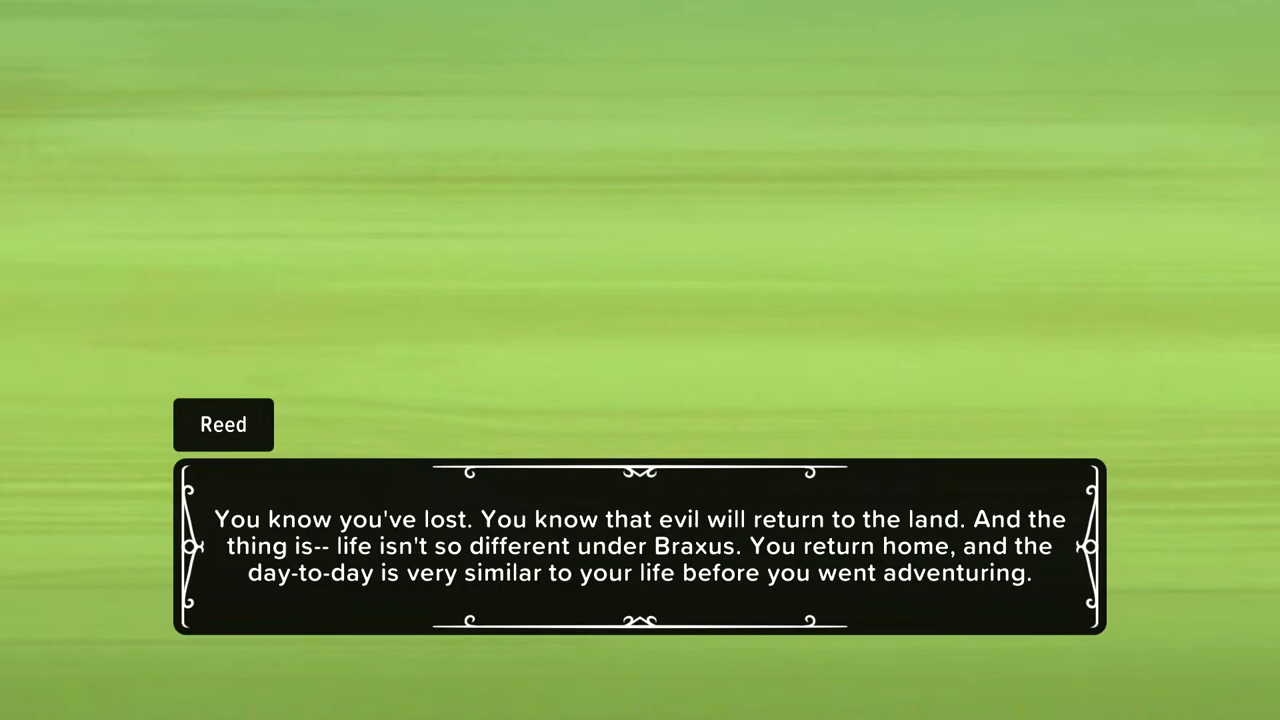 Reed
You know you've lost. You know that evil will return to the land. And the
thing is-- life isn't so different under Braxus. You return home, and the
day-to-day is very similar to your life before you went adventuring.